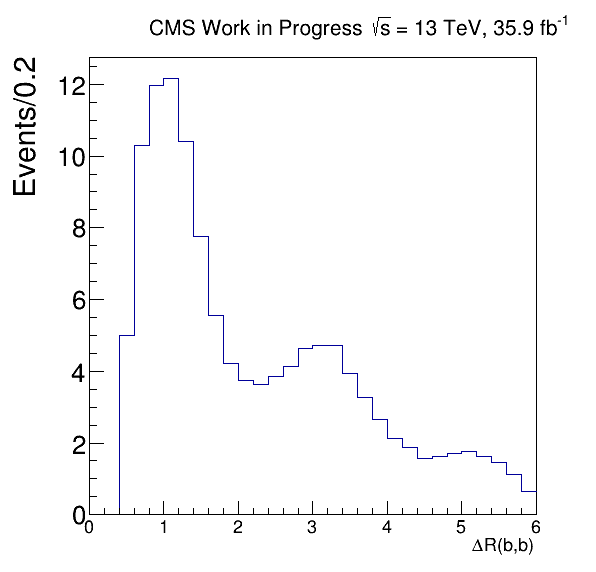 CMS Work in Progress √s = 13 TeV, 35.9 fb⁻¹
Events/0.2
12
10
8
6
4
2
0
0 1 2 3 4 5 6
ΔR(b,b)